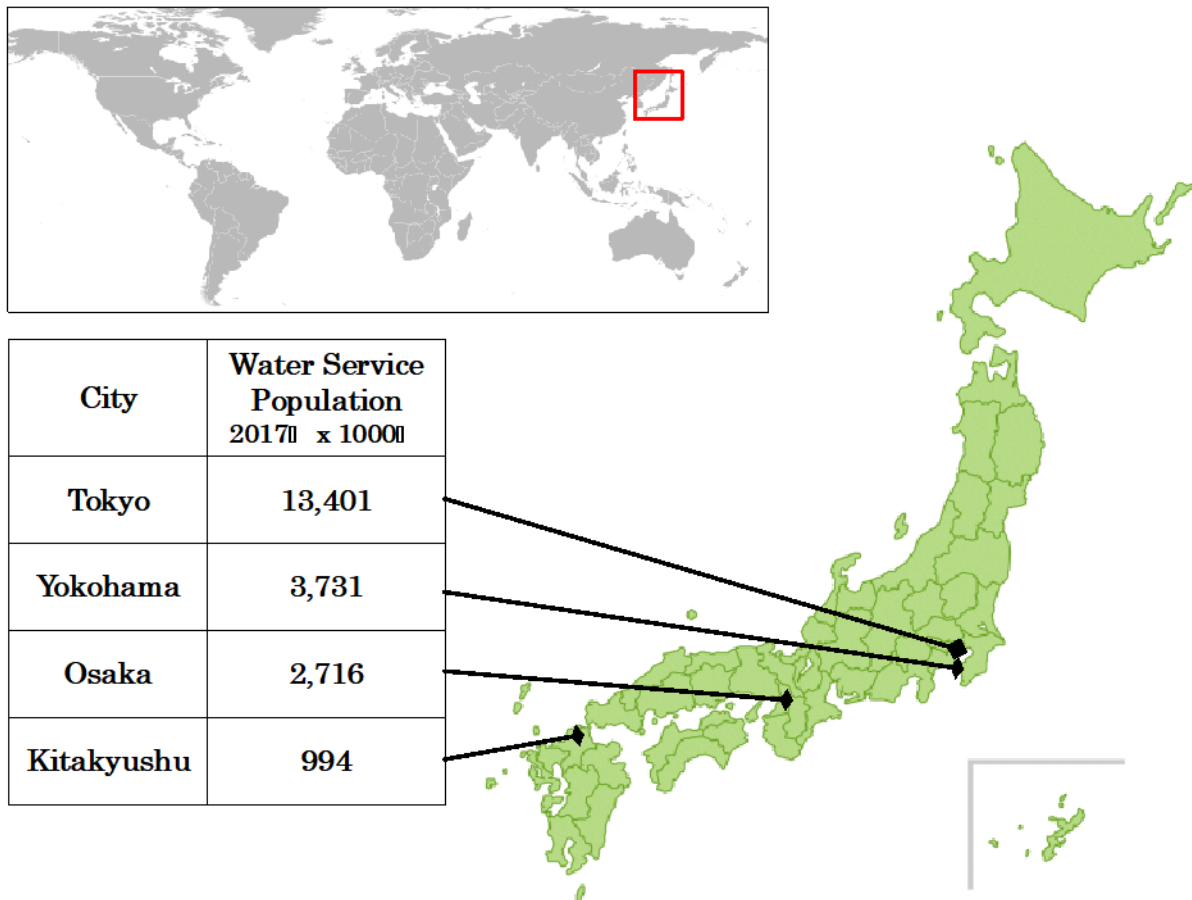 City
Water Service
Population
2017 x 1000
Tokyo 13,401
Yokohama 3,731
Osaka 2,716
Kitakyushu 994